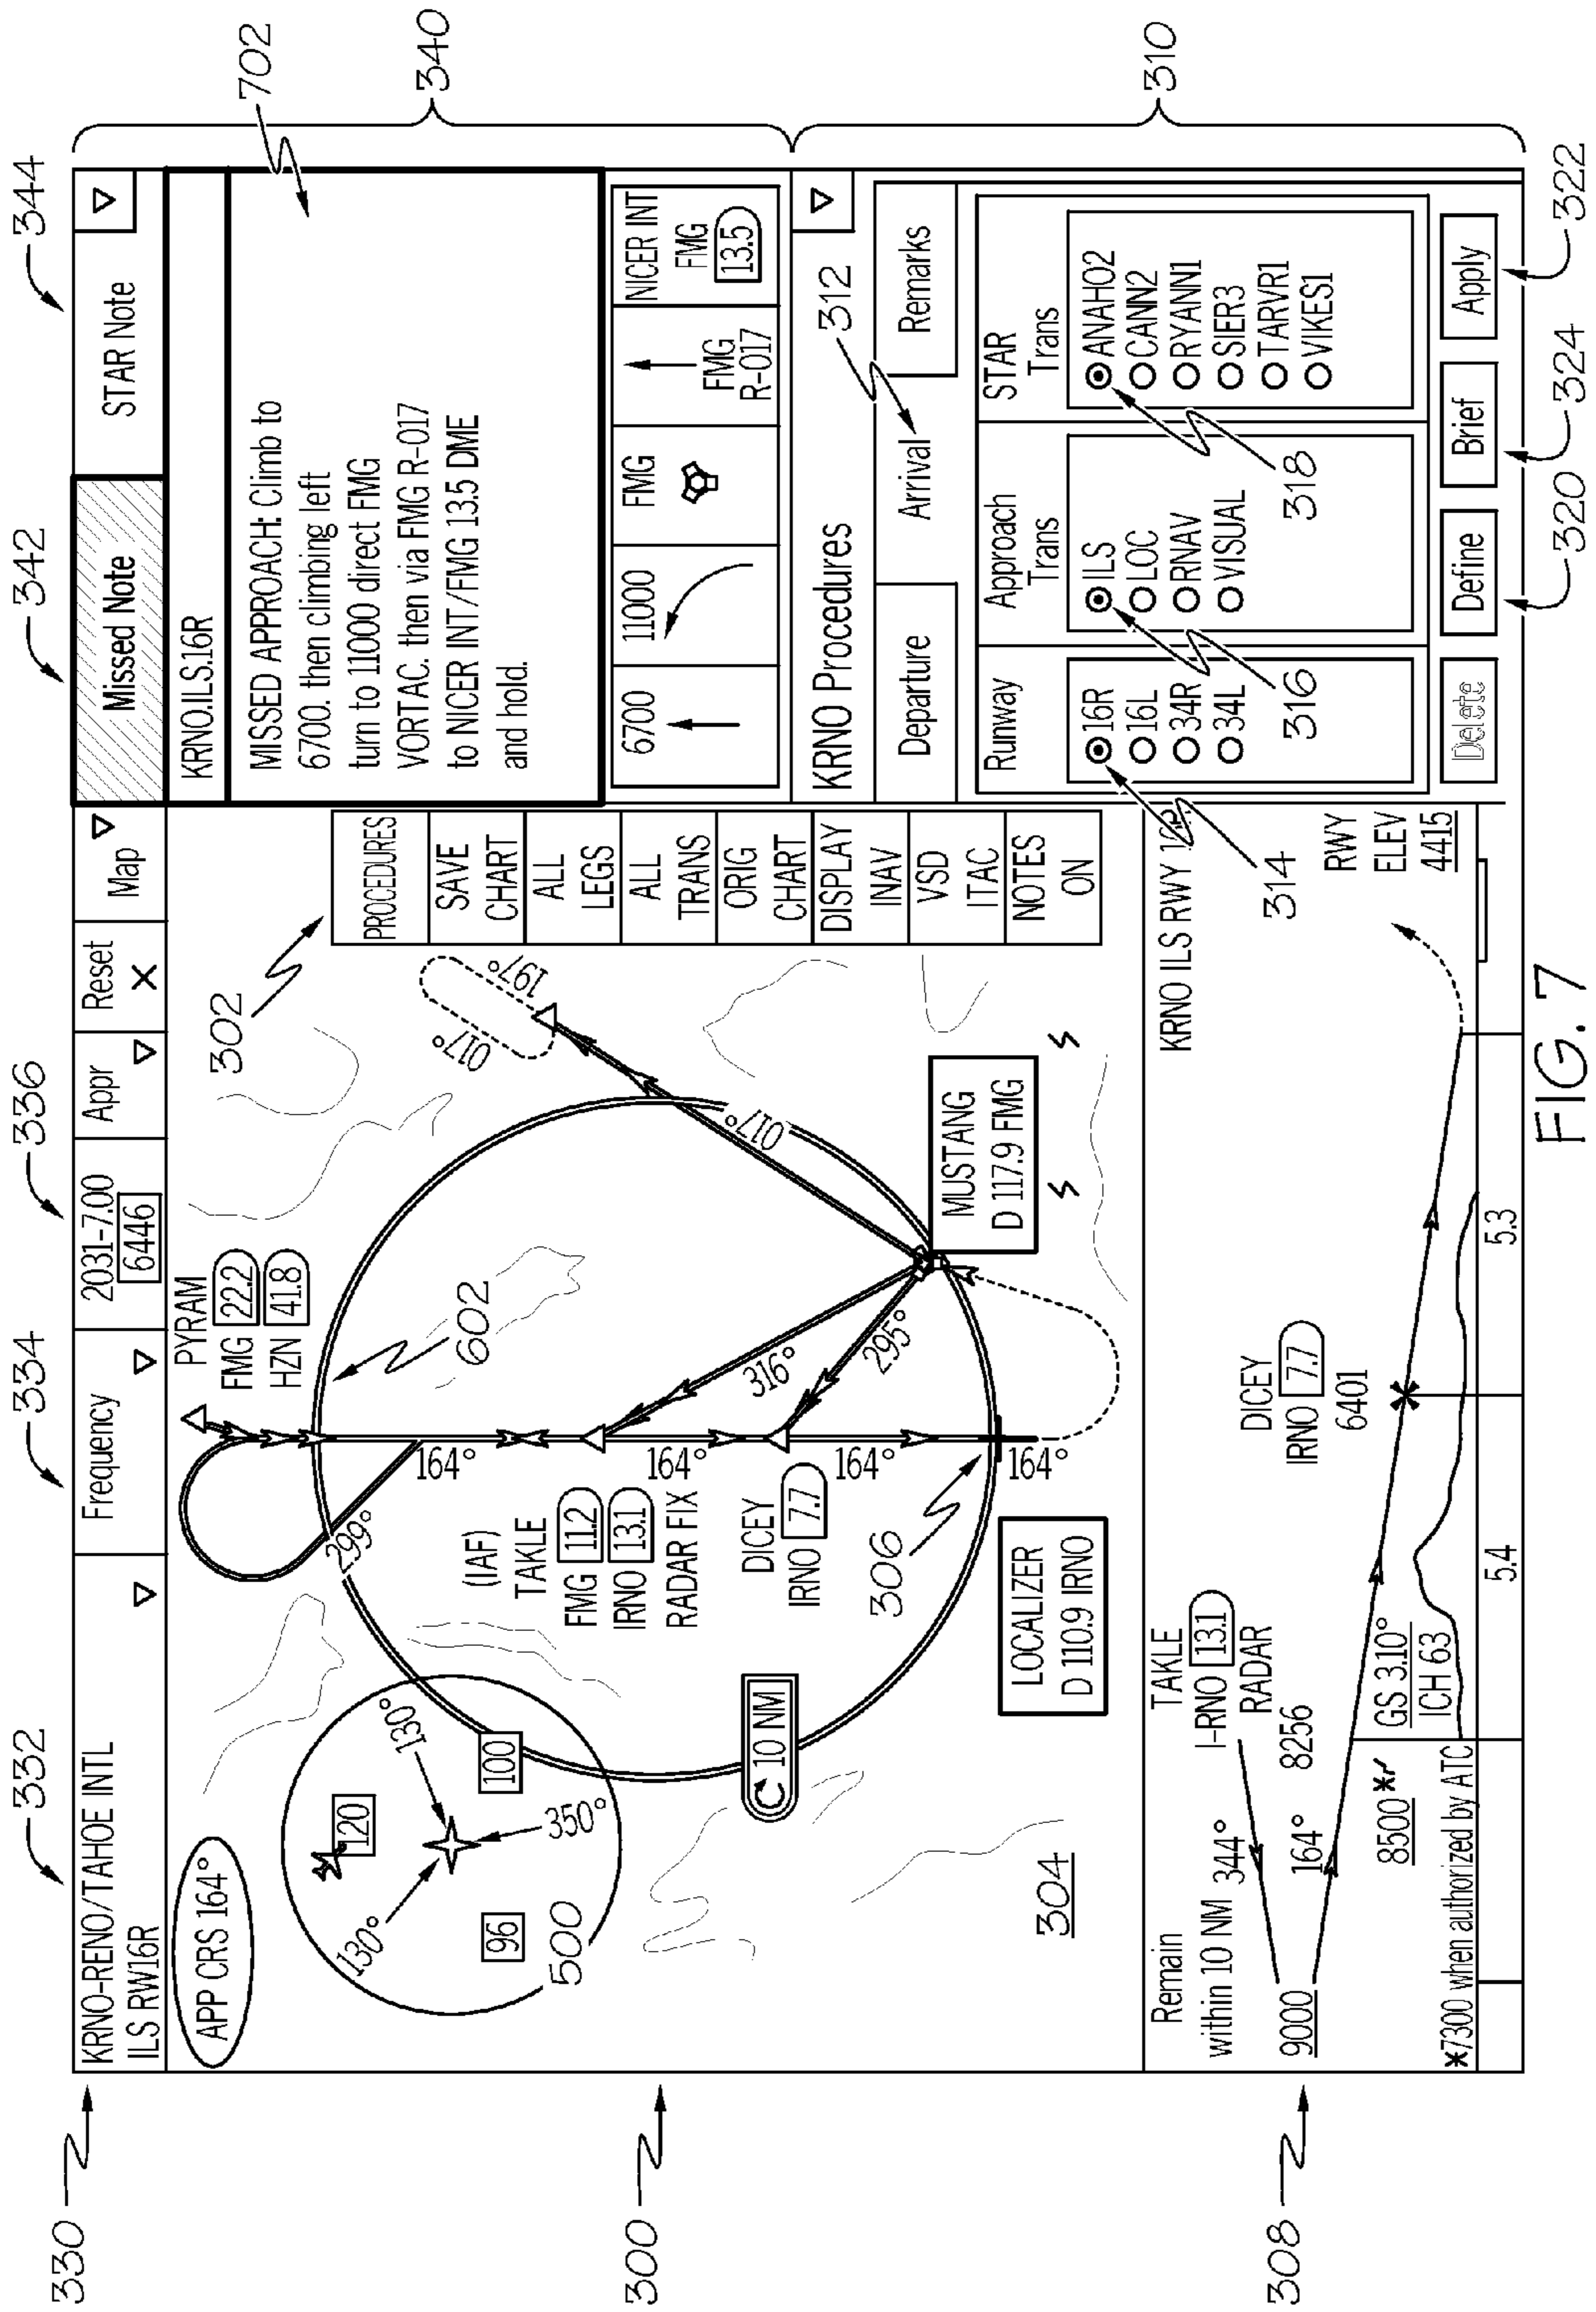 330
332
334
336
342
344
KRNO-RENO/TAHOE INTL
ILS RW16R
Frequency
2031-7.00
6446
Appr
Reset
X
Map
Missed Note
STAR Note
702
340
KRNO.ILS.16R
MISSED APPROACH: Climb to
6700. then climbing left
turn to 11000 direct FMG
VORTAC. then via FMG R-017
to NICER INT/FMG 13.5 DME
and hold.
6700
11000
FMG
FMG
R-017
NICER INT
FMG
13.5
300
APP CRS 164°
120
130°
130°
100
350°
96
500
PYRAM
FMG 22.2
HZN 41.8
602
302
299°
164°
(IAF)
TAKLE
FMG 11.2
IRNO 13.1
RADAR FIX
164°
DICEY
IRNO 7.7
164°
306
164°
316°
295°
017°
017°
197°
10 NM
LOCALIZER
D 110.9 IRNO
MUSTANG
D 117.9 FMG
304
PROCEDURES
SAVE
CHART
ALL
LEGS
ALL
TRANS
ORIG
CHART
DISPLAY
INAV
VSD
ITAC
NOTES
ON
310
KRNO Procedures
312
Departure
Arrival
Remarks
Runway
16R
16L
34R
34L
Approach
Trans
ILS
LOC
RNAV
VISUAL
STAR
Trans
ANAHO2
CANN2
RYANN1
SIER3
TARVR1
VIKES1
314
316
318
Delete
Define
Brief
Apply
320
324
322
308
KRNO ILS RWY 16R
Remain
within 10 NM
344°
TAKLE
I-RNO 13.1
RADAR
9000
164°
8256
8500*
GS 3.10°
ICH 63
DICEY
IRNO 7.7
6401
RWY
ELEV
4415
*7300 when authorized by ATC
5.4
5.3
FIG. 7